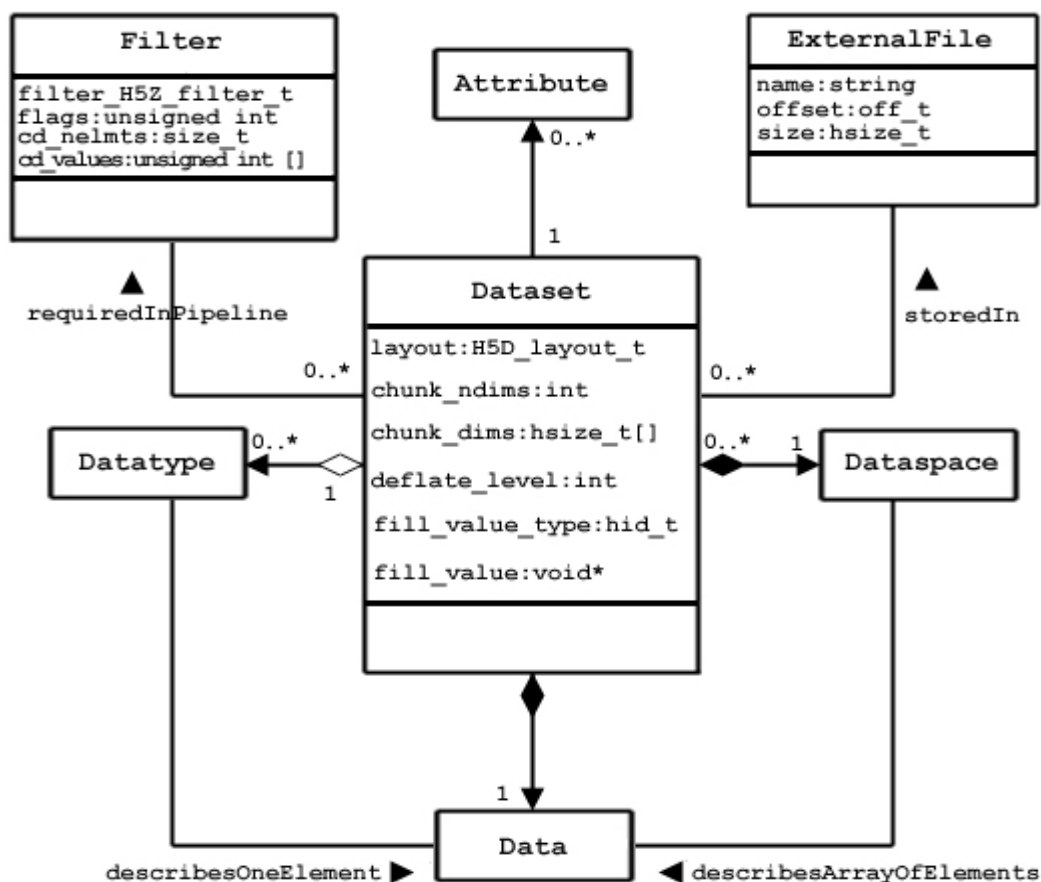 Filter
filter_H5Z_filter_t
flags:unsigned int
cd_nelmts:size_t
cd_values:unsigned int []
Attribute
0..*
1
ExternalFile
name:string
offset:off_t
size:hsize_t
requiredInPipeline
0..*
storedIn
0..*
Dataset
layout:H5D_layout_t
chunk_ndims:int
chunk_dims:hsize_t[]
deflate_level:int
fill_value_type:hid_t
fill_value:void*
Datatype
0..*
1
0..*
1
Dataspace
1
Data
describesOneElement
describesArrayOfElements